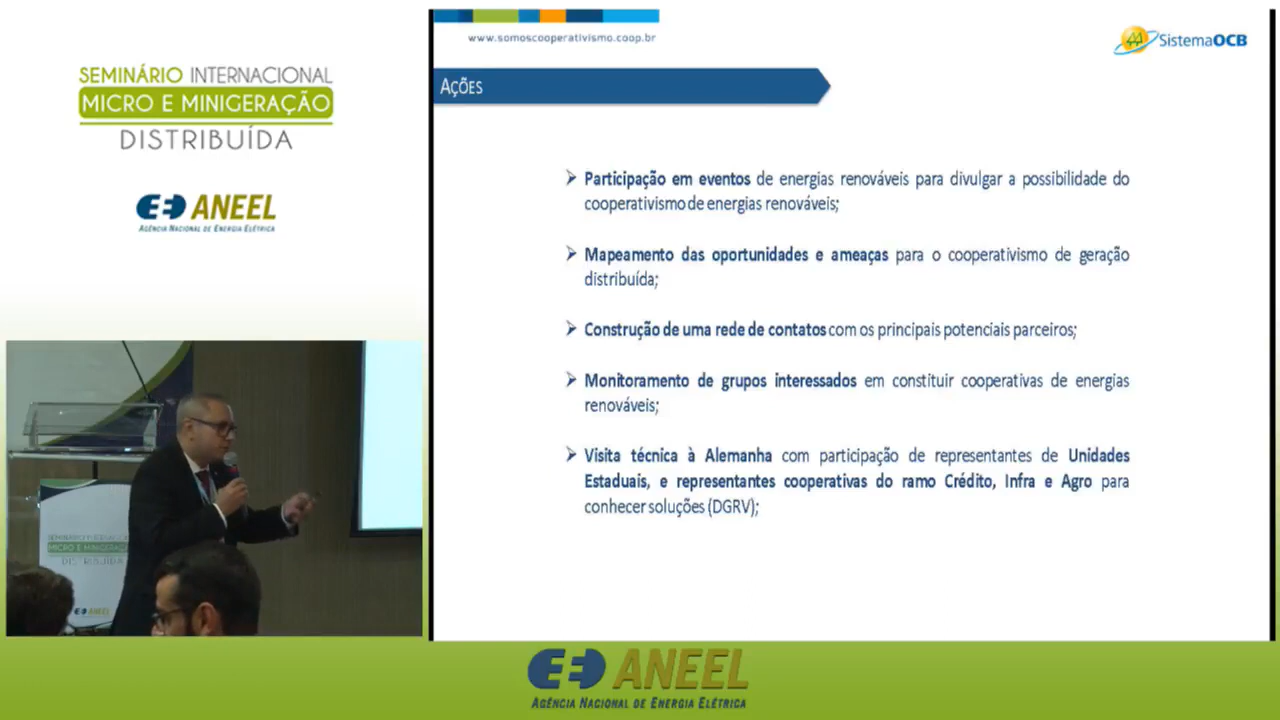 SEMINÁRIO INTERNACIONAL
MICRO E MINIGERAÇÃO
DISTRIBUÍDA
ANEEL
AGÊNCIA NACIONAL DE ENERGIA ELÉTRICA
www.somoscooperativismo.coop.br
SistemaOCB
AÇÕES
Participação em eventos de energias renováveis para divulgar a possibilidade do
cooperativismo de energias renováveis;
Mapeamento das oportunidades e ameaças para o cooperativismo de geração
distribuída;
Construção de uma rede de contatos com os principais potenciais parceiros;
Monitoramento de grupos interessados em constituir cooperativas de energias
renováveis;
Visita técnica à Alemanha com participação de representantes de Unidades
Estaduais, e representantes cooperativas do ramo Crédito, Infra e Agro para
conhecer soluções (DGRV);
MICRO E MINIGERAÇÃ
DISTRIBUÍDA
ANEEL
ANEEL
AGÊNCIA NACIONAL DE ENERGIA ELÉTRICA